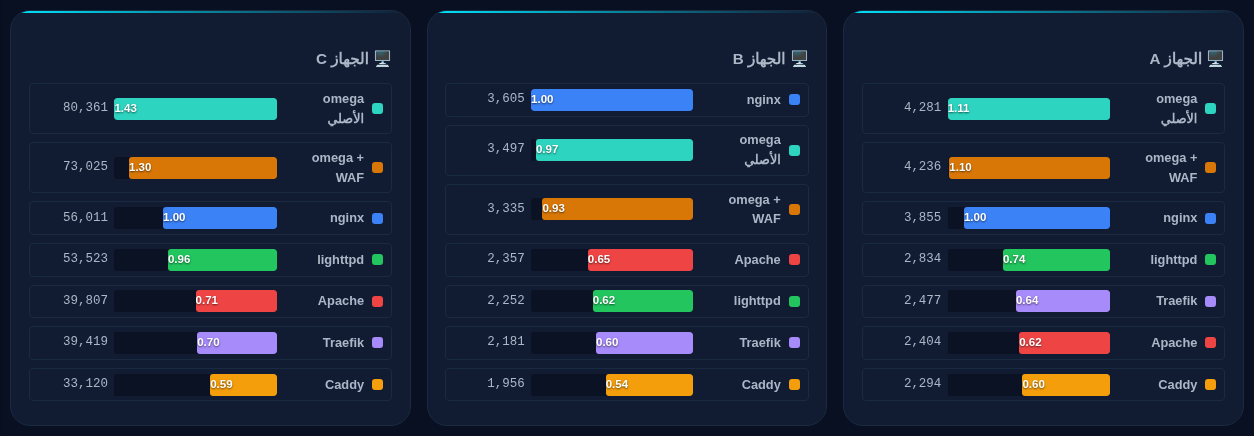 الجهاز A
omega
الأصلي
1.11
4,281
omega +
WAF
1.10
4,236
nginx
1.00
3,855
lighttpd
0.74
2,834
Traefik
0.64
2,477
Apache
0.62
2,404
Caddy
0.60
2,294
الجهاز B
nginx
1.00
3,605
omega
الأصلي
0.97
3,497
omega +
WAF
0.93
3,335
Apache
0.65
2,357
lighttpd
0.62
2,252
Traefik
0.60
2,181
Caddy
0.54
1,956
الجهاز C
omega
الأصلي
1.43
80,361
omega +
WAF
1.30
73,025
nginx
1.00
56,011
lighttpd
0.96
53,523
Apache
0.71
39,807
Traefik
0.70
39,419
Caddy
0.59
33,120